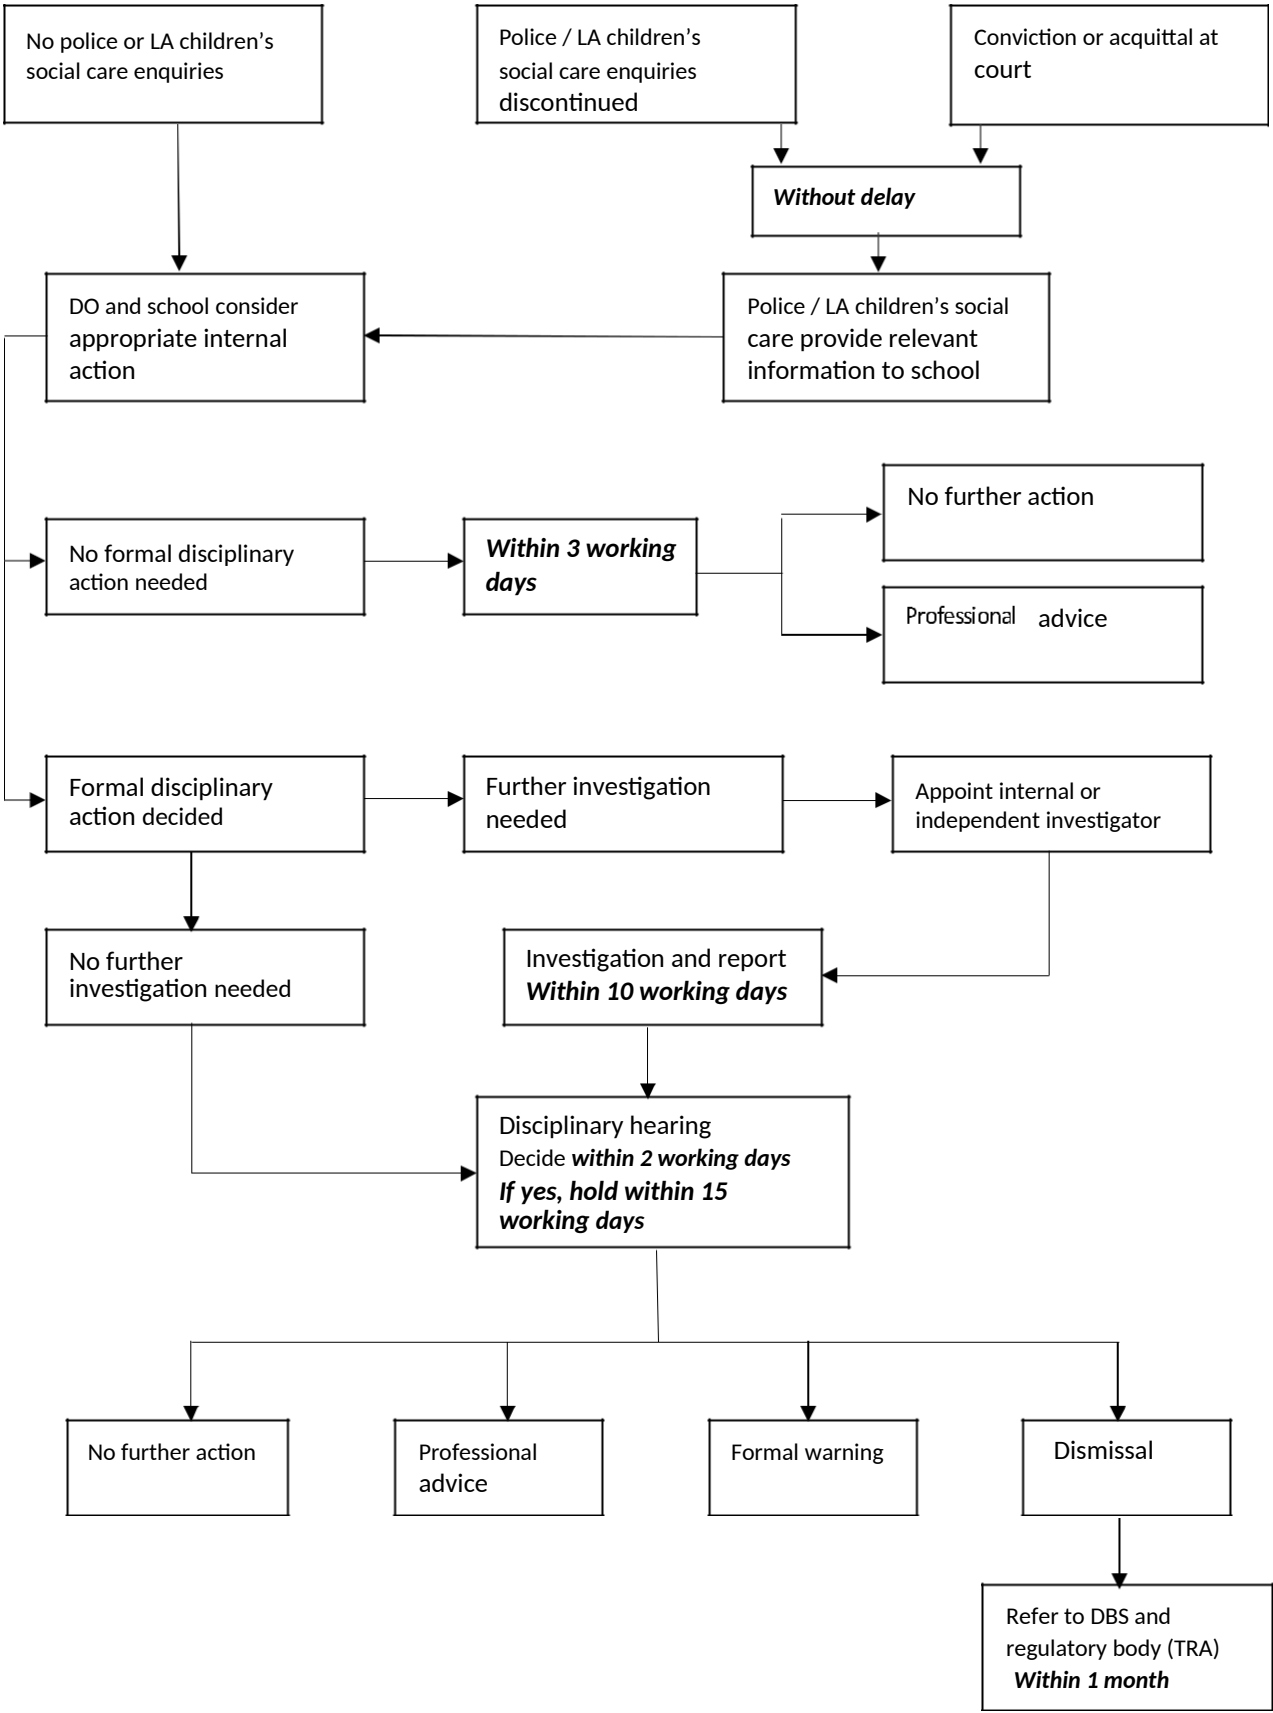 No police or LA children’s
social care enquiries
Police / LA children’s
social care enquiries
discontinued
Conviction or acquittal at
court
Without delay
DO and school consider
appropriate internal
action
Police / LA children’s social
care provide relevant
information to school
No further action
No formal disciplinary
action needed
Within 3 working
days
Professional advice
Formal disciplinary
action decided
Further investigation
needed
Appoint internal or
independent investigator
No further
investigation needed
Investigation and report
Within 10 working days
Disciplinary hearing
Decide within 2 working days
If yes, hold within 15
working days
No further action
Professional
advice
Formal warning
Dismissal
Refer to DBS and
regulatory body (TRA)
Within 1 month